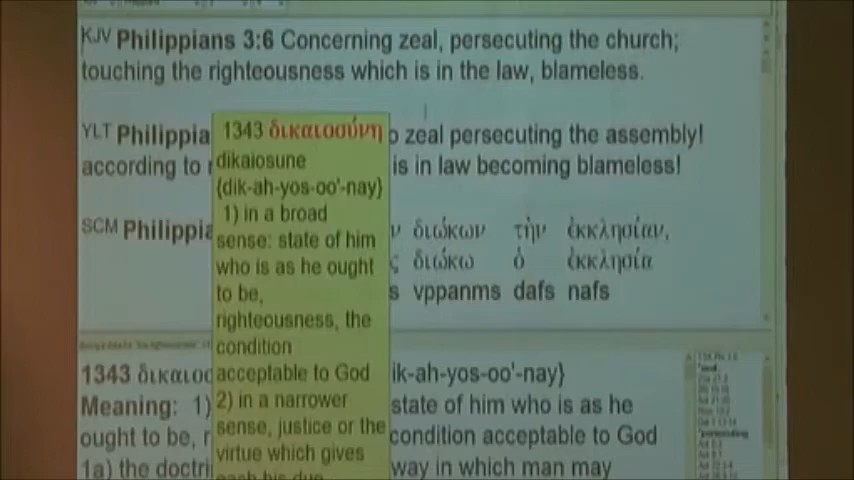 KJV Philippians 3:6 Concerning zeal, persecuting the church;
touching the righteousness which is in the law, blameless.
YLT Philippia
zeal persecuting the assembly!
according to
is in law becoming blameless!
SCM Philippia
ν διώκων τὴν ἐκκλησίαν,
ς διώκω ὁ ἐκκλησία
s vppanms dafs nafs
1343 δικαιοσύνη
dikaiosune
{dik-ah-yos-oo'-nay}
1) in a broad
sense: state of him
who is as he ought
to be,
righteousness, the
condition
acceptable to God
2) in a narrower
sense, justice or the
virtue which gives
each his due
1343 δικαιοσ
ik-ah-yos-oo'-nay}
Meaning: 1)
state of him who is as he
ought to be, r
condition acceptable to God
1a) the doctri
way in which man may